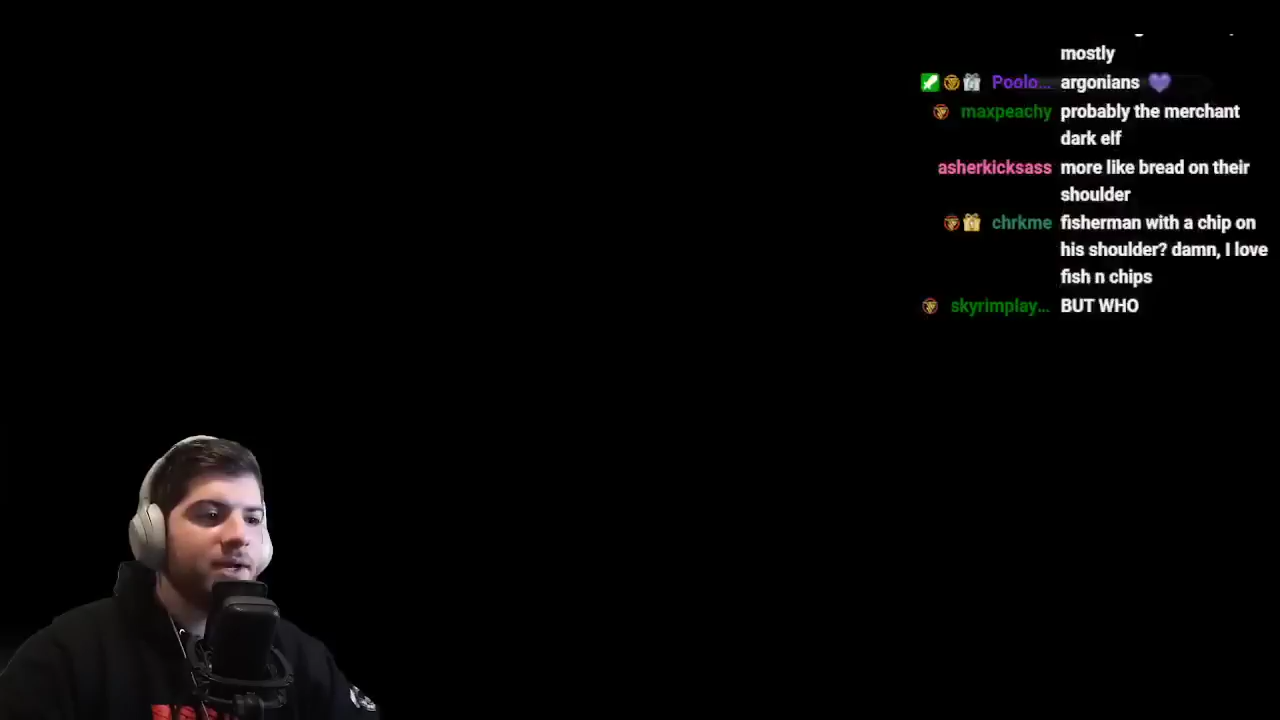 mostly
Poolo... argonians
maxpeachy probably the merchant
dark elf
asherkicksass more like bread on their
shoulder
chrkme fisherman with a chip on
his shoulder? damn, I love
fish n chips
skyrimplay... BUT WHO